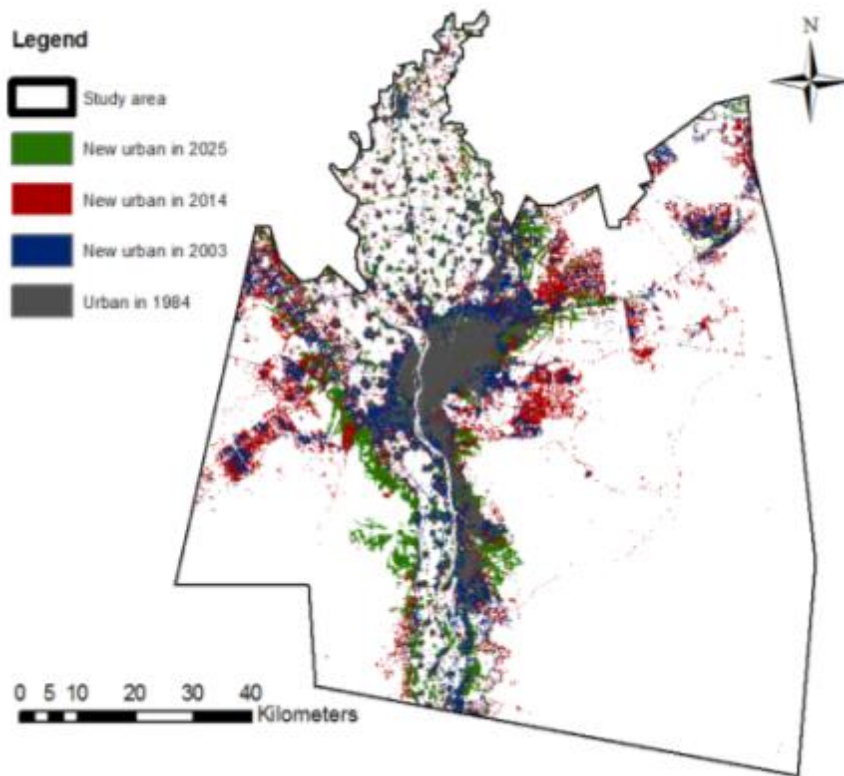 Legend
N
Study area
New urban in 2025
New urban in 2014
New urban in 2003
Urban in 1984
0 5 10 20 30 40
Kilometers